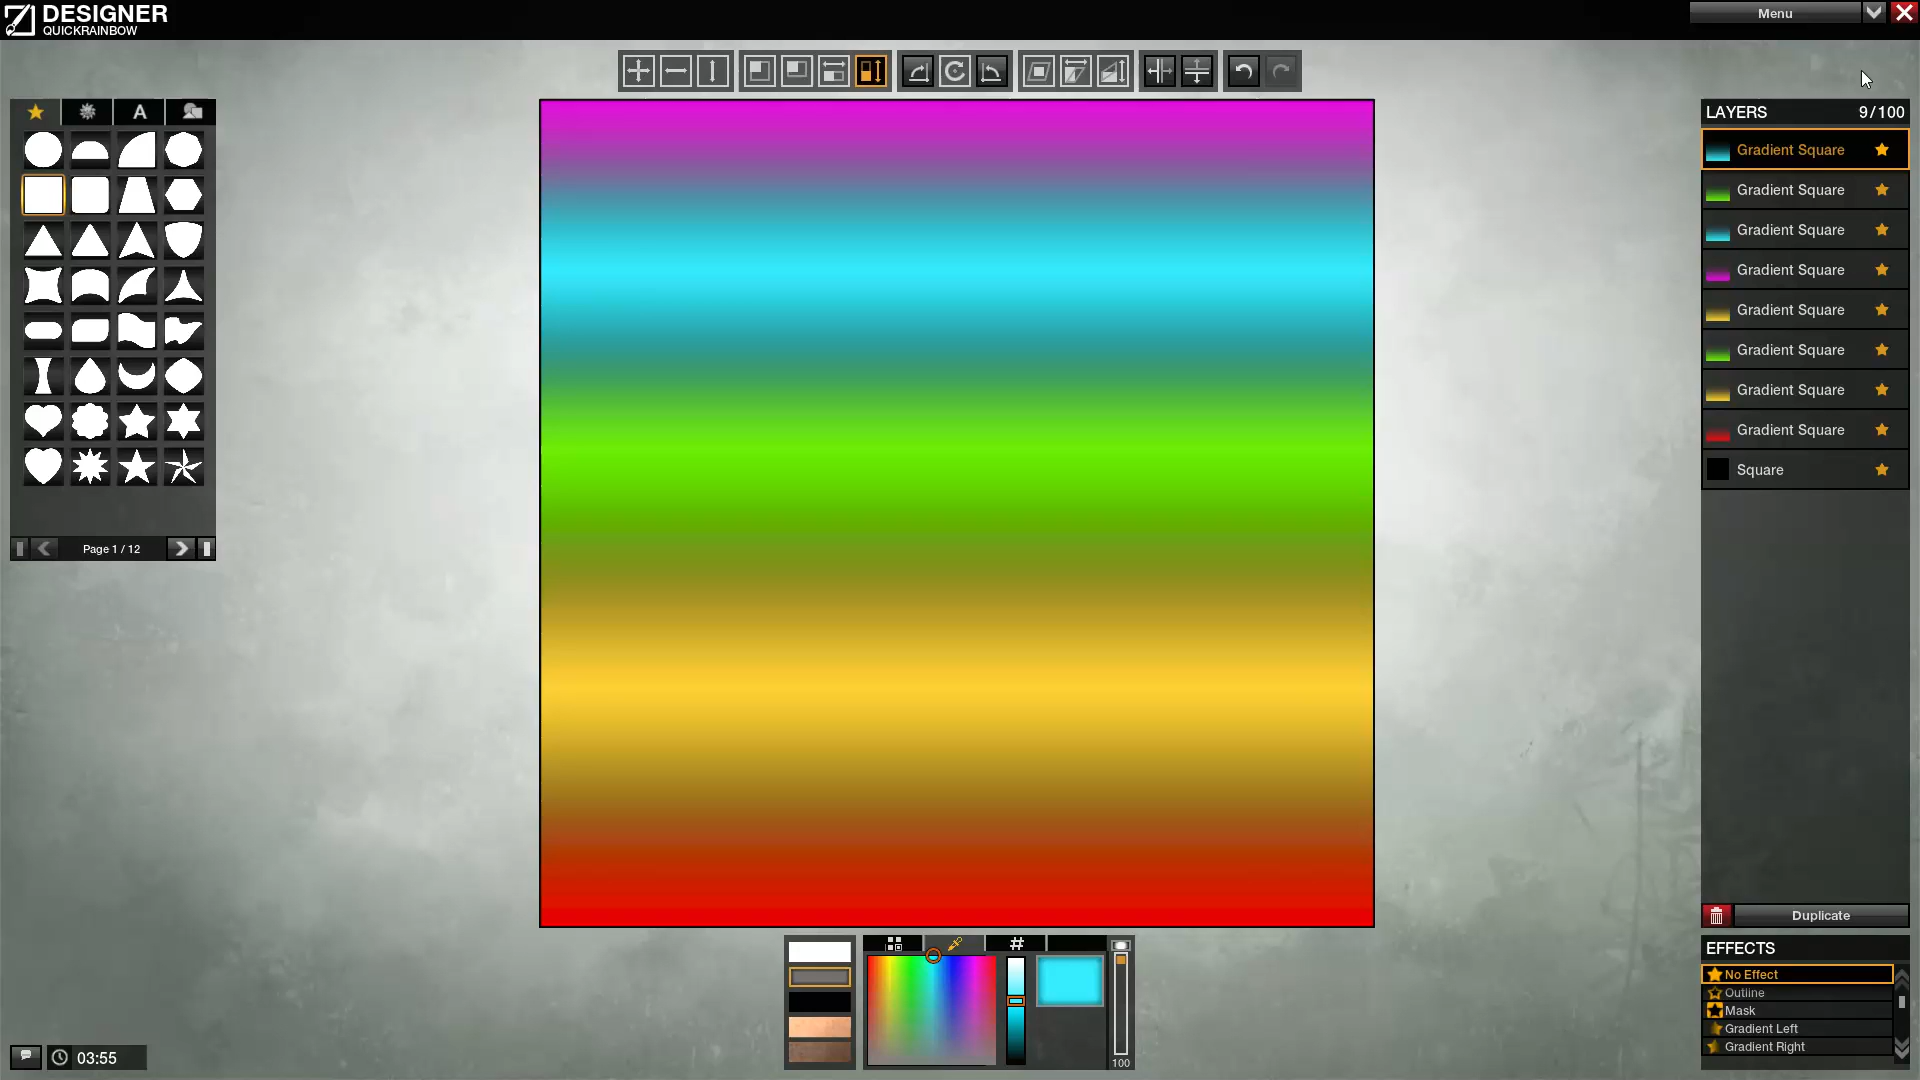 DESIGNER
QUICKRAINBOW
Menu
A
LAYERS 9/100
Gradient Square
Gradient Square
Gradient Square
Gradient Square
Gradient Square
Gradient Square
Gradient Square
Gradient Square
Square
Page 1 / 12
Duplicate
EFFECTS
No Effect
Outline
Mask
Gradient Left
Gradient Right
#
100
03:55